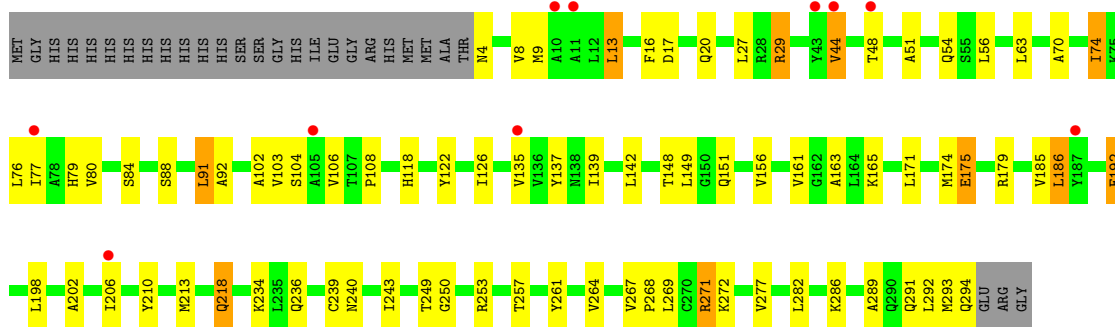 MET GLY HIS HIS HIS HIS HIS HIS HIS HIS HIS HIS SER SER GLY HIS ILE GLU GLY ARG HIS MET MET ALA THR N4 V8 M9 A10 A11 L12 L13 F16 D17 Q20 L27 R28 R29 Y43 V44 T48 A51 Q54 S55 L56 L63 A70 I74 K75
L76 I77 A78 H79 V80 S84 S88 L91 A92 A102 V103 S104 A105 V106 T107 P108 H118 Y122 I126 V135 V136 Y137 N138 I139 L142 T148 L149 G150 Q151 V156 V161 G162 A163 L164 K165 L171 M174 E175 R179 V185 L186 Y187
L198 A202 I206 Y210 M213 Q218 K234 L235 Q236 C239 N240 I243 T249 G250 R253 T257 Y261 V264 V267 P268 L269 C270 R271 K272 V277 L282 K286 A289 Q290 Q291 L292 M293 Q294 GLU ARG GLY